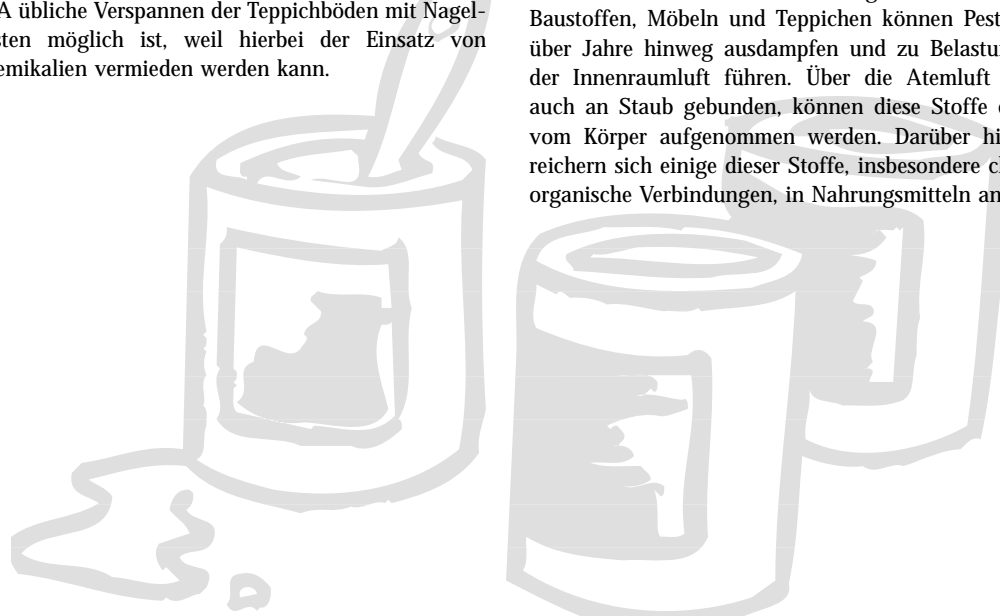 A übliche Verspannen der Teppichböden mit Nagel-
sten möglich ist, weil hierbei der Einsatz von
emikalien vermieden werden kann.
Baustoffen, Möbeln und Teppichen können Pest
über Jahre hinweg ausdampfen und zu Belastu
der Innenraumluft führen. Über die Atemluft
auch an Staub gebunden, können diese Stoffe
vom Körper aufgenommen werden. Darüber hi
reichern sich einige dieser Stoffe, insbesondere c
organische Verbindungen, in Nahrungsmitteln an